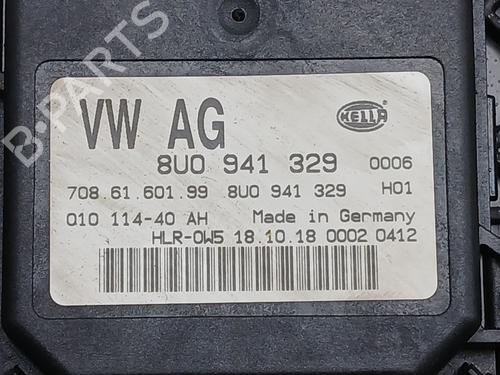 B-PARTS
VW AG
HELLA
8U0 941 329 0006
708 61.601.99 8U0 941 329 H01
010 114-40 AH Made in Germany
HLR-0W5 18.10.18 0002 0412